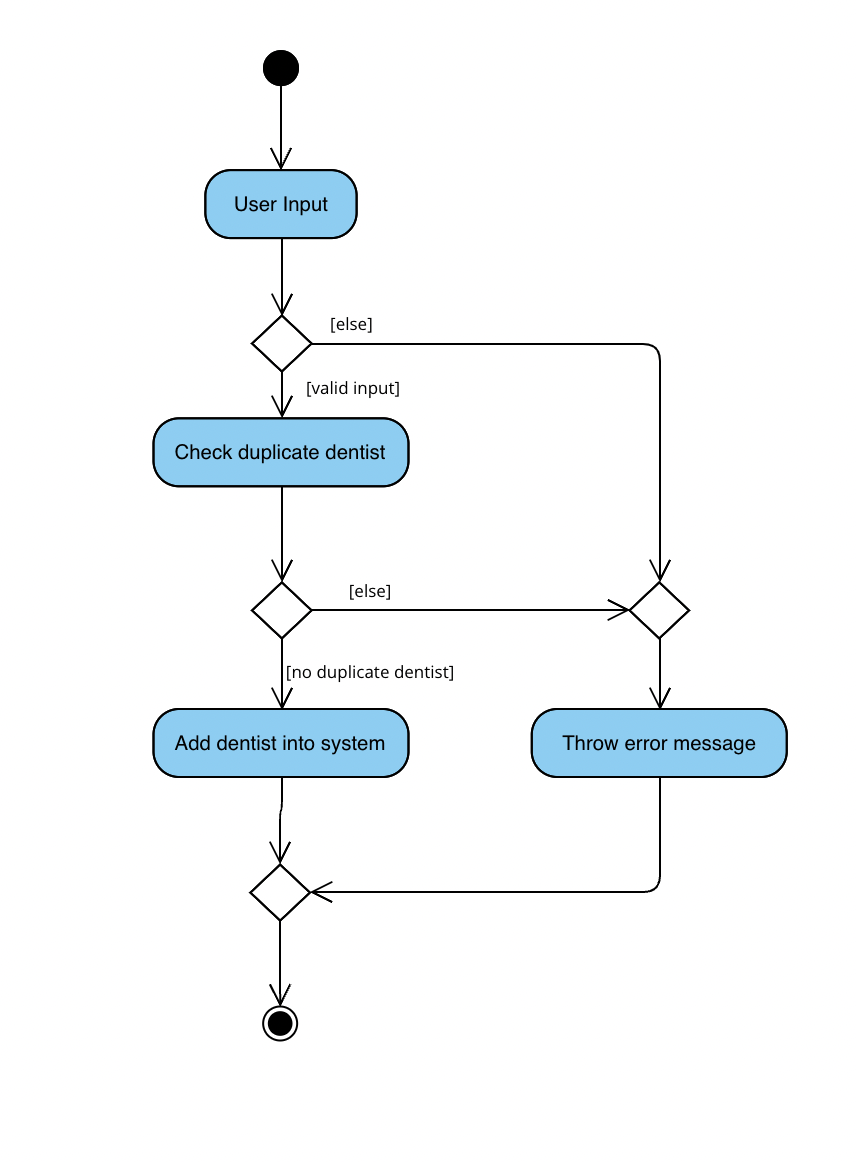 User Input
[else]
[valid input]
Check duplicate dentist
[else]
[no duplicate dentist]
Add dentist into system
Throw error message